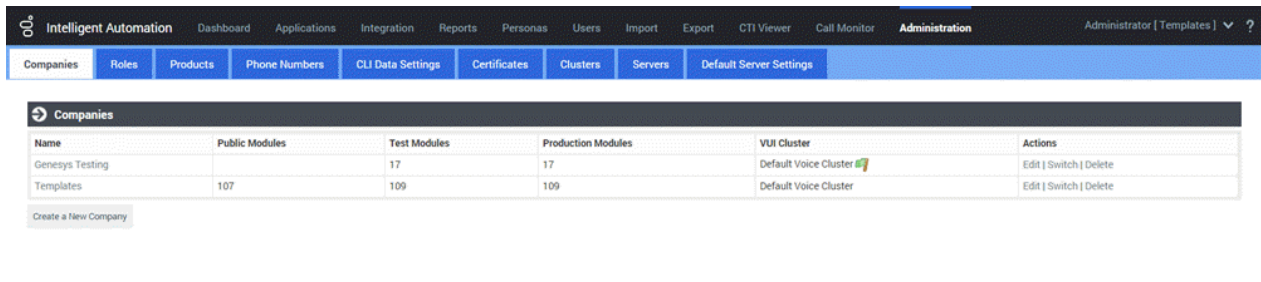 Intelligent Automation Dashboard Applications Integration Reports Personas Users Import Export CTI Viewer Call Monitor Administration Administrator [ Templates ] ?
Companies Roles Products Phone Numbers CLI Data Settings Certificates Clusters Servers Default Server Settings
Companies
Name Public Modules Test Modules Production Modules VUI Cluster Actions
Genesys Testing 17 17 Default Voice Cluster Edit | Switch | Delete
Templates 107 109 109 Default Voice Cluster Edit | Switch | Delete
Create a New Company